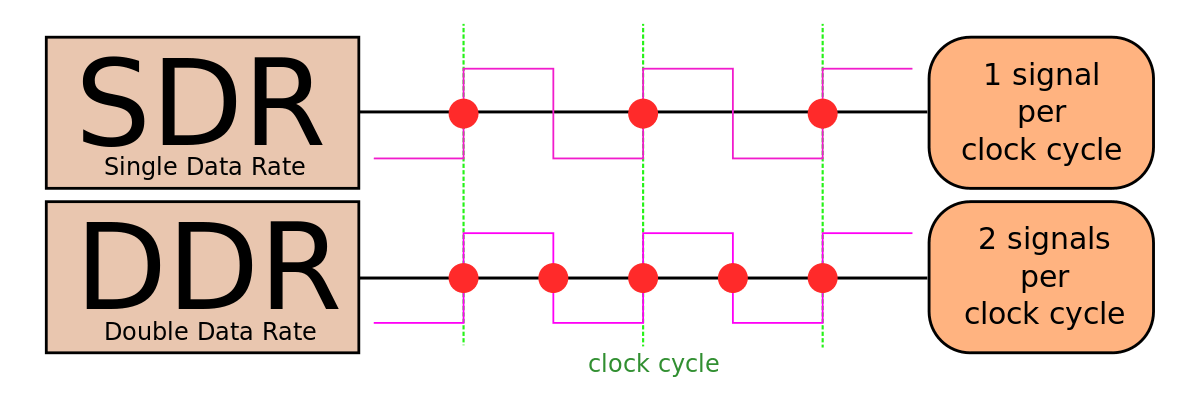 SDR
Single Data Rate
1 signal
per
clock cycle
DDR
Double Data Rate
2 signals
per
clock cycle
clock cycle